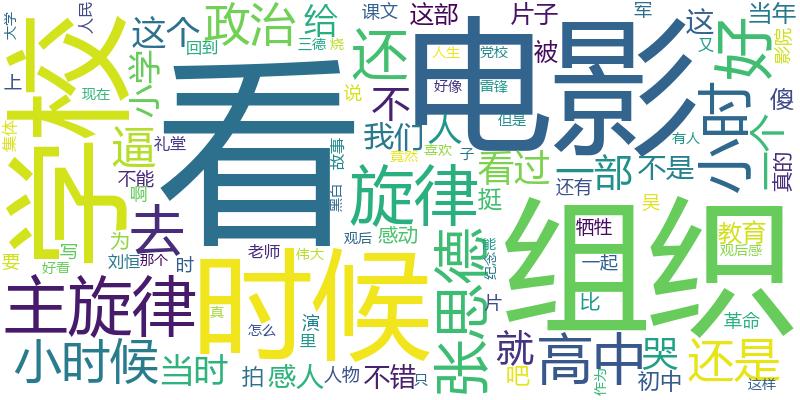 大学
人民
这个
政治
给
课文
这部
片子
军
这
当年
回到
三德
烧
还
电影
人生
党校
被
好
又
影院
上
学校
小学
看
说
不
好像
雷锋
但是
小时
傻
集体
逼
礼堂
故事
我们
人
竟然
喜欢
子
看过
一部
不是
有人
一个
真的
不能
啊
黑白
旋律
挺
还有
吴
要
写
为
去
老师
伟大
观后
感动
张思德
能
纪念
组织
牺牲
教育
观后感
好看
刘恒
那个
时
时候
一起
主旋律
真
怎么
演
里
片
比
革命
小时候
当时
拍
感人
人物
不错
只
就
吧
高中
作为
哭
初中
还是
这样